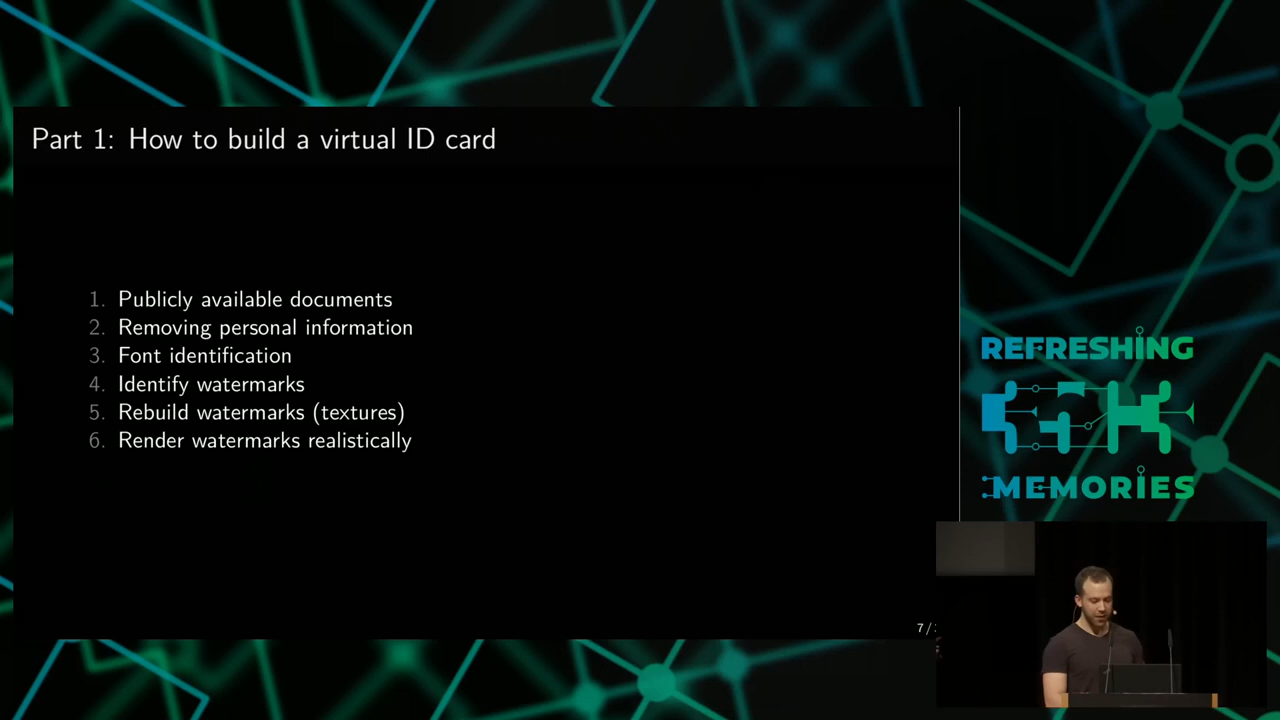 Part 1: How to build a virtual ID card
1. Publicly available documents
2. Removing personal information
3. Font identification
4. Identify watermarks
5. Rebuild watermarks (textures)
6. Render watermarks realistically
7 /
REFRESHING
MEMORIES